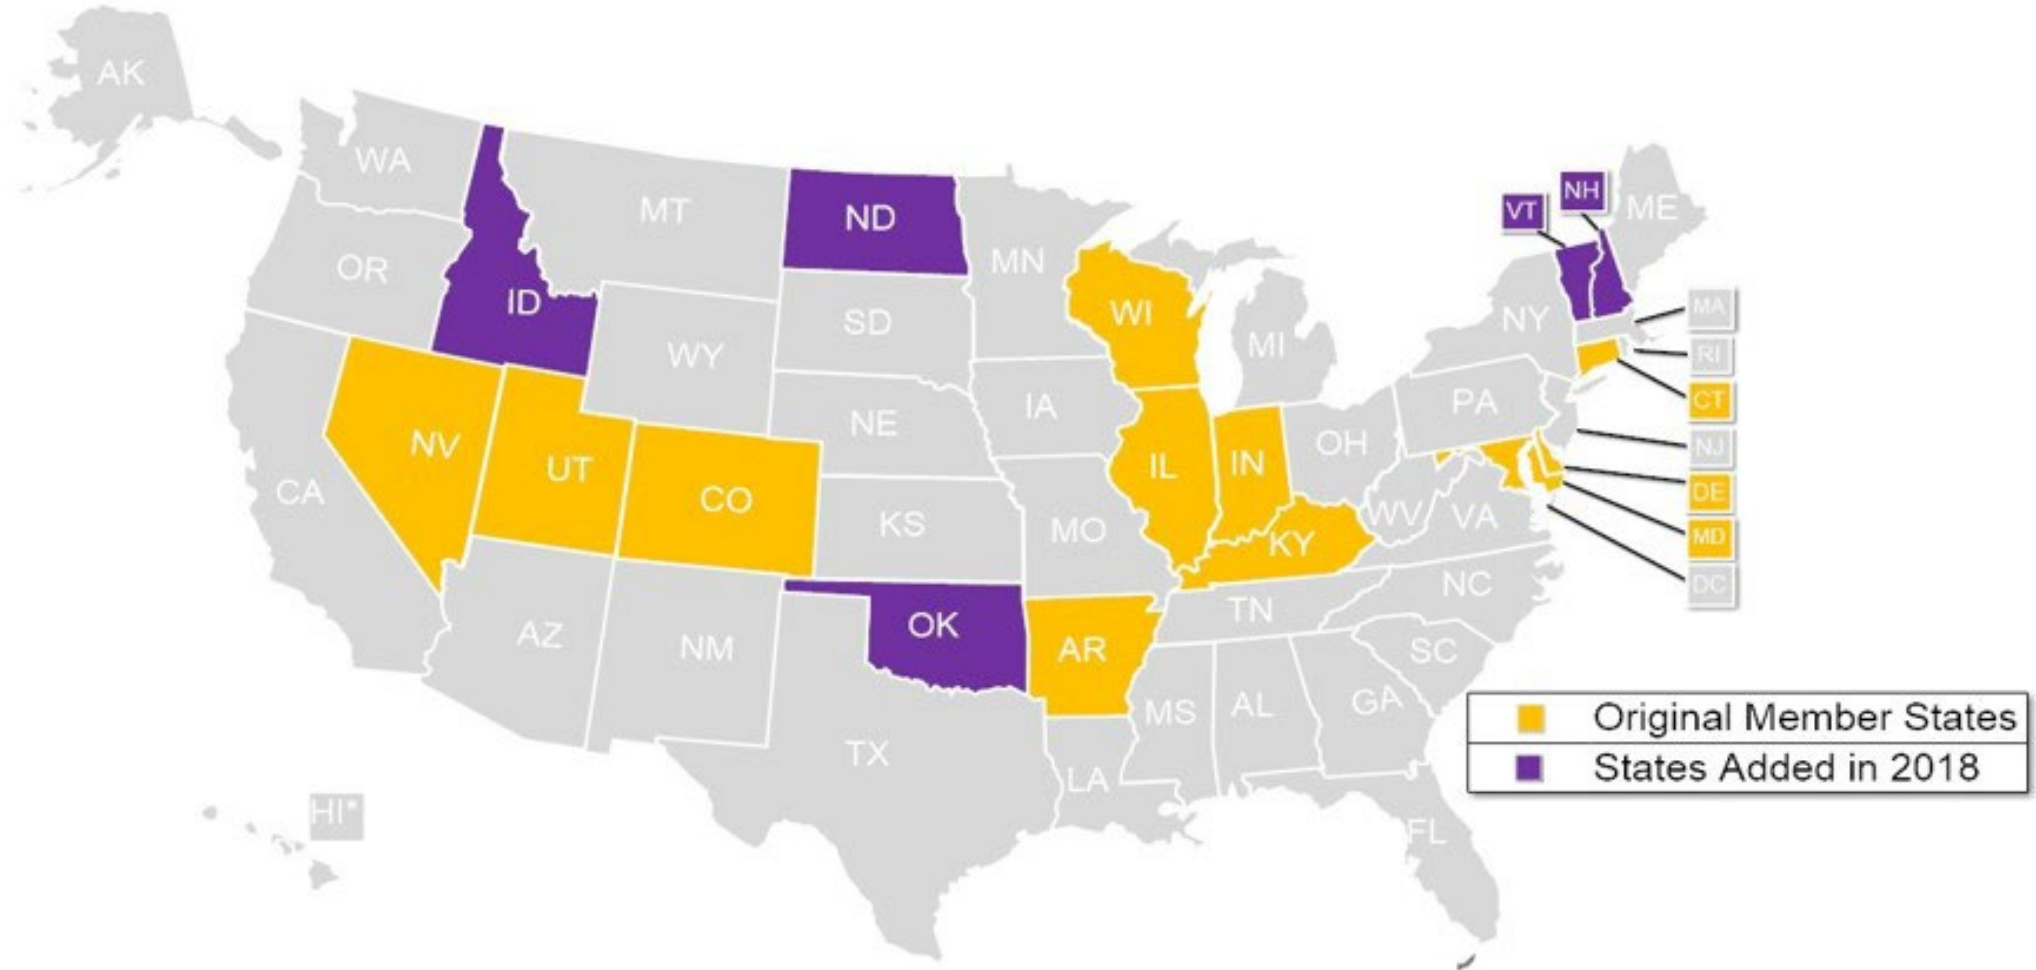 AK
WA
MT
ND
MN
VT
NH
ME
OR
ID
SD
WI
MI
NY
MA
WY
RI
NV
UT
CO
NE
IA
IL
IN
OH
PA
CT
NJ
CA
KS
MO
KY
WV
VA
DE
MD
DC
AZ
NM
OK
AR
TN
NC
SC
MS
AL
GA
TX
LA
FL
HI*
Original Member States
States Added in 2018